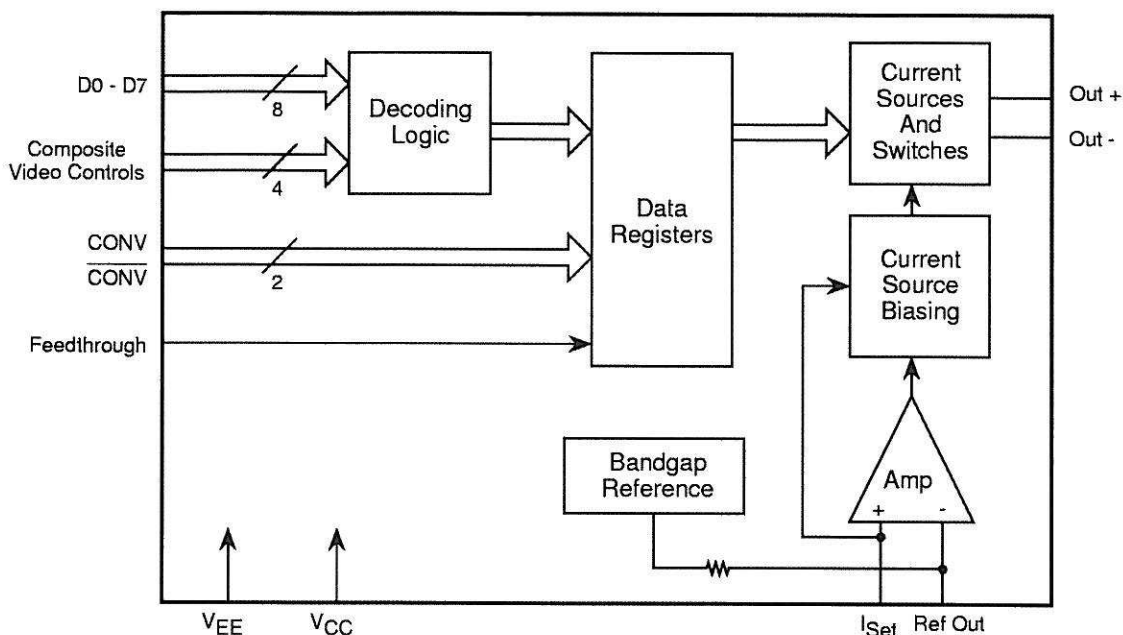 D0 - D7
8
Composite
Video Controls
4
CONV
CONV
2
Feedthrough
Decoding
Logic
Data
Registers
Current
Sources
And
Switches
Out +
Out -
Current
Source
Biasing
Bandgap
Reference
Amp
+ -
VEE
VCC
ISet
Ref Out